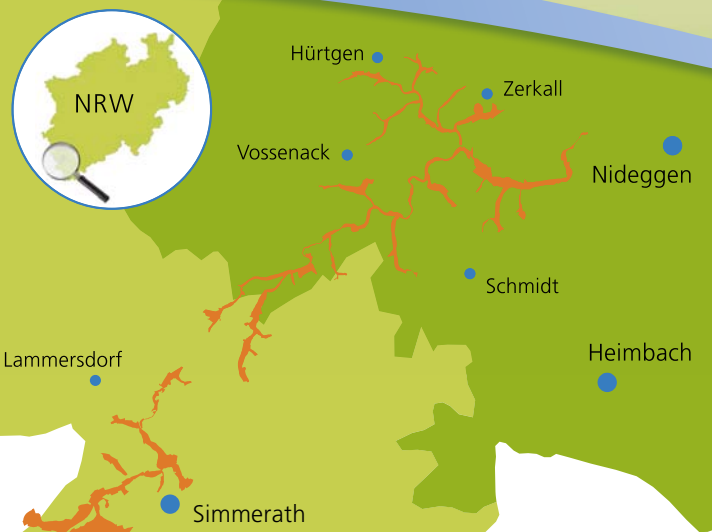 Hürtgen
Zerkall
NRW
Vossenack
Nideggen
Schmidt
Heimbach
Lammersdorf
Simmerath